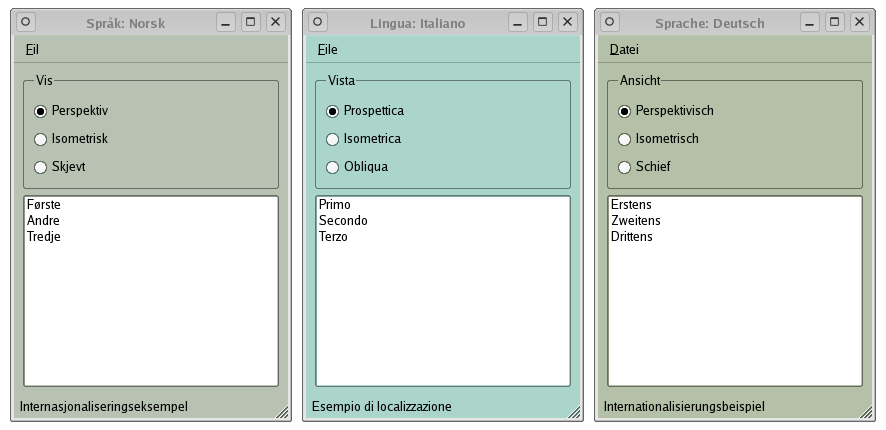 Språk: Norsk
Fil
Vis
Perspektiv
Isometrisk
Skjevt
Første
Andre
Tredje
Internasjonaliseringseksempel
Lingua: Italiano
File
Vista
Prospettica
Isometrica
Obliqua
Primo
Secondo
Terzo
Esempio di localizzazione
Sprache: Deutsch
Datei
Ansicht
Perspektivisch
Isometrisch
Schief
Erstens
Zweitens
Drittens
Internationalisierungsbeispiel